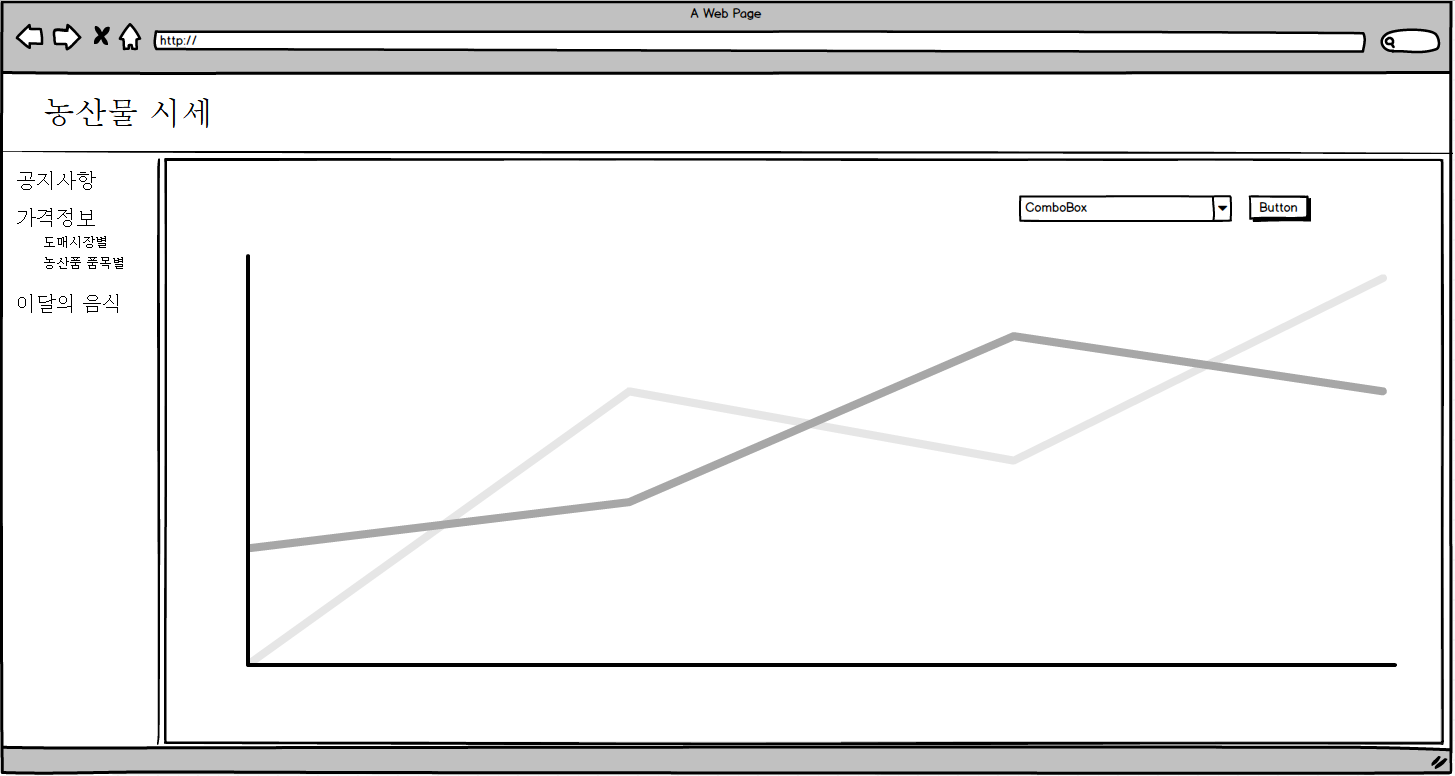 A Web Page
http://
농산물 시세
공지사항
가격정보
도매시장별
농산품 품목별
이달의 음식
ComboBox
Button